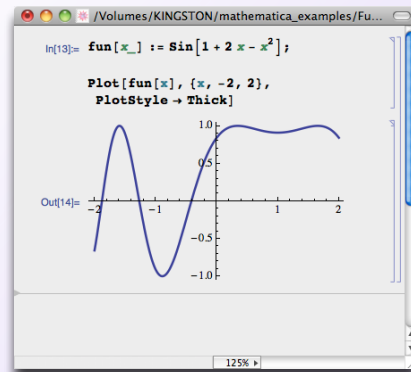 /Volumes/KINGSTON/mathematica_examples/Fu...
In[13]:= fun[x_] := Sin[1 + 2 x - x²];
Plot[fun[x], {x, -2, 2},
PlotStyle → Thick]
1.0
0.5
Out[14]= -2 -1 1 2
-0.5
-1.0
125%